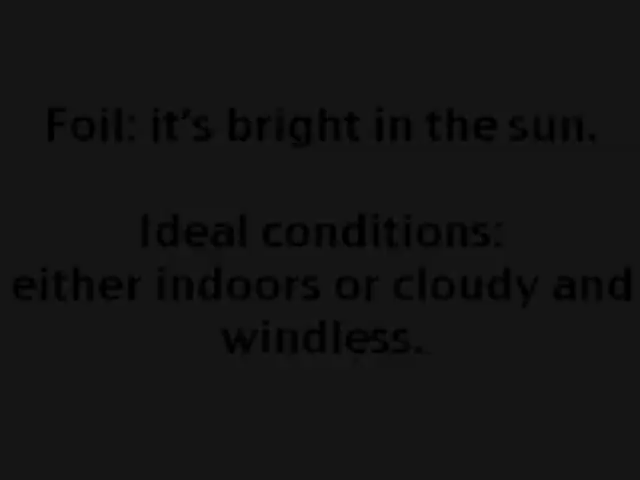 Foil: it's bright in the sun.
Ideal conditions:
either indoors or cloudy and
windless.